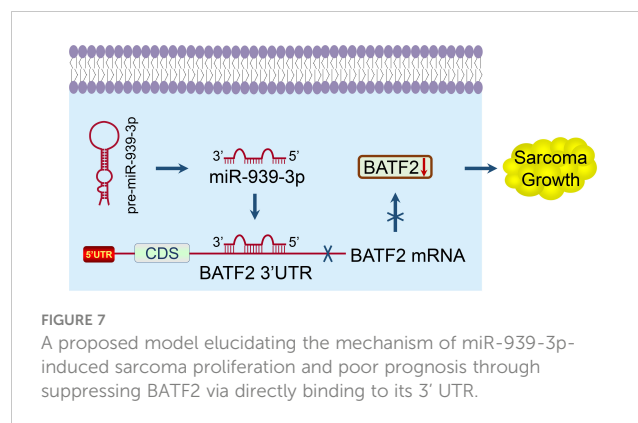 pre-miR-939-3p
3’ 5’
miR-939-3p
BATF2↓
Sarcoma
Growth
3’ 5’
5'UTR CDS
BATF2 3’UTR
BATF2 mRNA
FIGURE 7
A proposed model elucidating the mechanism of miR-939-3p-
induced sarcoma proliferation and poor prognosis through
suppressing BATF2 via directly binding to its 3’ UTR.